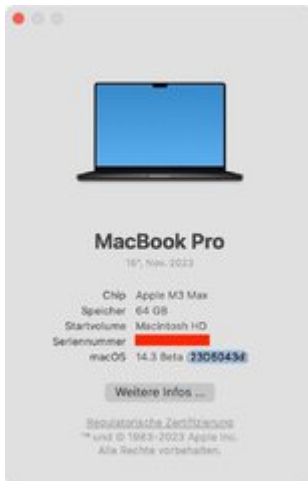 MacBook Pro
16", Nov. 2023
Chip Apple M3 Max
Speicher 64 GB
Startvolume Macintosh HD
Seriennummer
macOS 14.3 Beta (23D5043d)
Weitere Infos ...
Regulatorische Zertifizierung
™ und © 1983-2023 Apple Inc.
Alle Rechte vorbehalten.